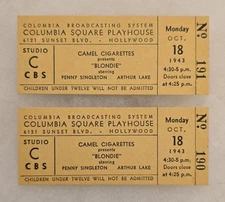 COLUMBIA BROADCASTING SYSTEM
COLUMBIA SQUARE PLAYHOUSE
6121 SUNSET BLVD. - HOLLYWOOD
STUDIO
C
CBS
CAMEL CIGARETTES
presents
"BLONDIE"
starring
PENNY SINGLETON ARTHUR LAKE
CHILDREN UNDER TWELVE WILL NOT BE ADMITTED
Monday
OCT.
18
1943
4:30-5 p.m.
Doors close
at 4:25 p.m.
No 191
COLUMBIA BROADCASTING SYSTEM
COLUMBIA SQUARE PLAYHOUSE
6121 SUNSET BLVD. - HOLLYWOOD
STUDIO
C
CBS
CAMEL CIGARETTES
presents
"BLONDIE"
starring
PENNY SINGLETON ARTHUR LAKE
CHILDREN UNDER TWELVE WILL NOT BE ADMITTED
Monday
OCT.
18
1943
4:30-5 p.m.
Doors close
at 4:25 p.m.
No 190